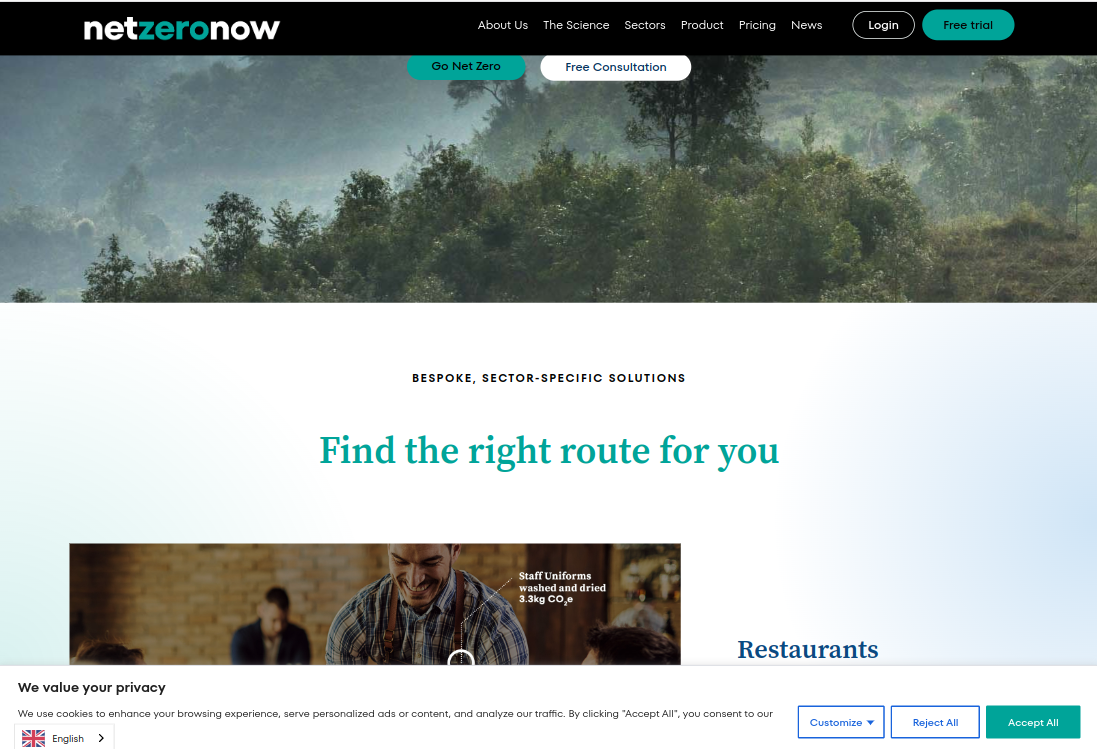 netzeronow
About Us The Science Sectors Product Pricing News Login Free trial
Go Net Zero Free Consultation
BESPOKE, SECTOR-SPECIFIC SOLUTIONS
Find the right route for you
Staff Uniforms
washed and dried
3.3kg CO₂e
Restaurants
We value your privacy
We use cookies to enhance your browsing experience, serve personalized ads or content, and analyze our traffic. By clicking "Accept All", you consent to our
Customize Reject All Accept All
English